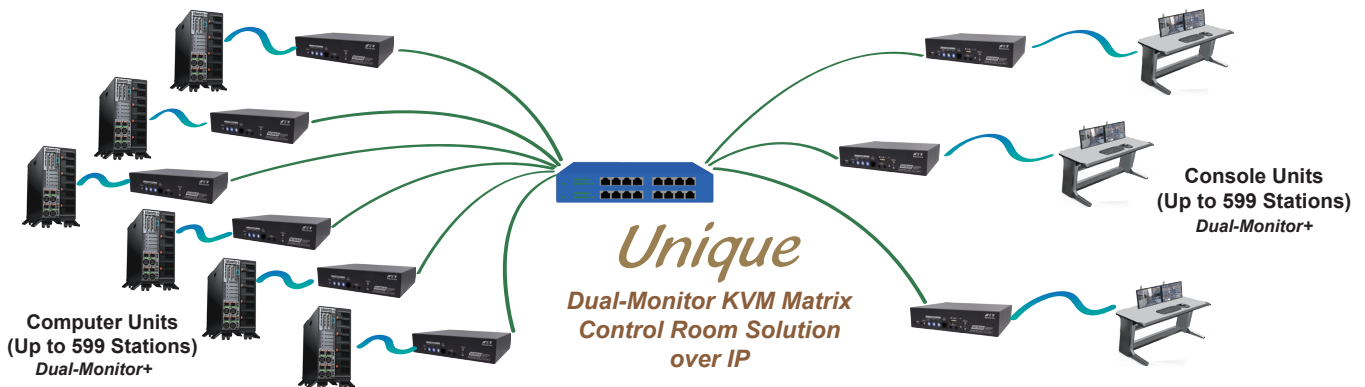 Console Units
(Up to 599 Stations)
Dual-Monitor+
Unique
Dual-Monitor KVM Matrix
Control Room Solution
over IP
Computer Units
(Up to 599 Stations)
Dual-Monitor+